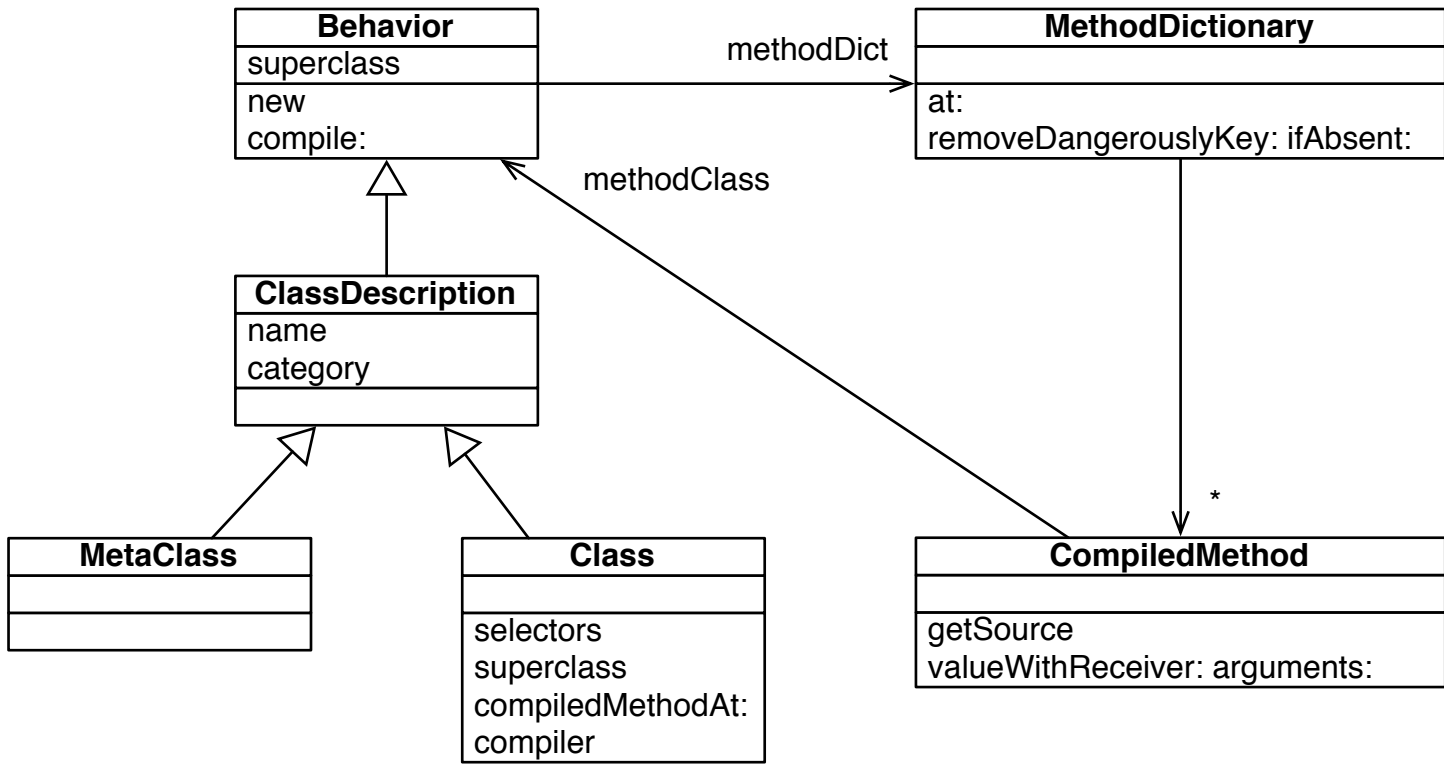 Behavior
superclass
new
compile:
methodDict
MethodDictionary
at:
removeDangerouslyKey: ifAbsent:
methodClass
ClassDescription
name
category
*
MetaClass
Class
selectors
superclass
compiledMethodAt:
compiler
CompiledMethod
getSource
valueWithReceiver: arguments: